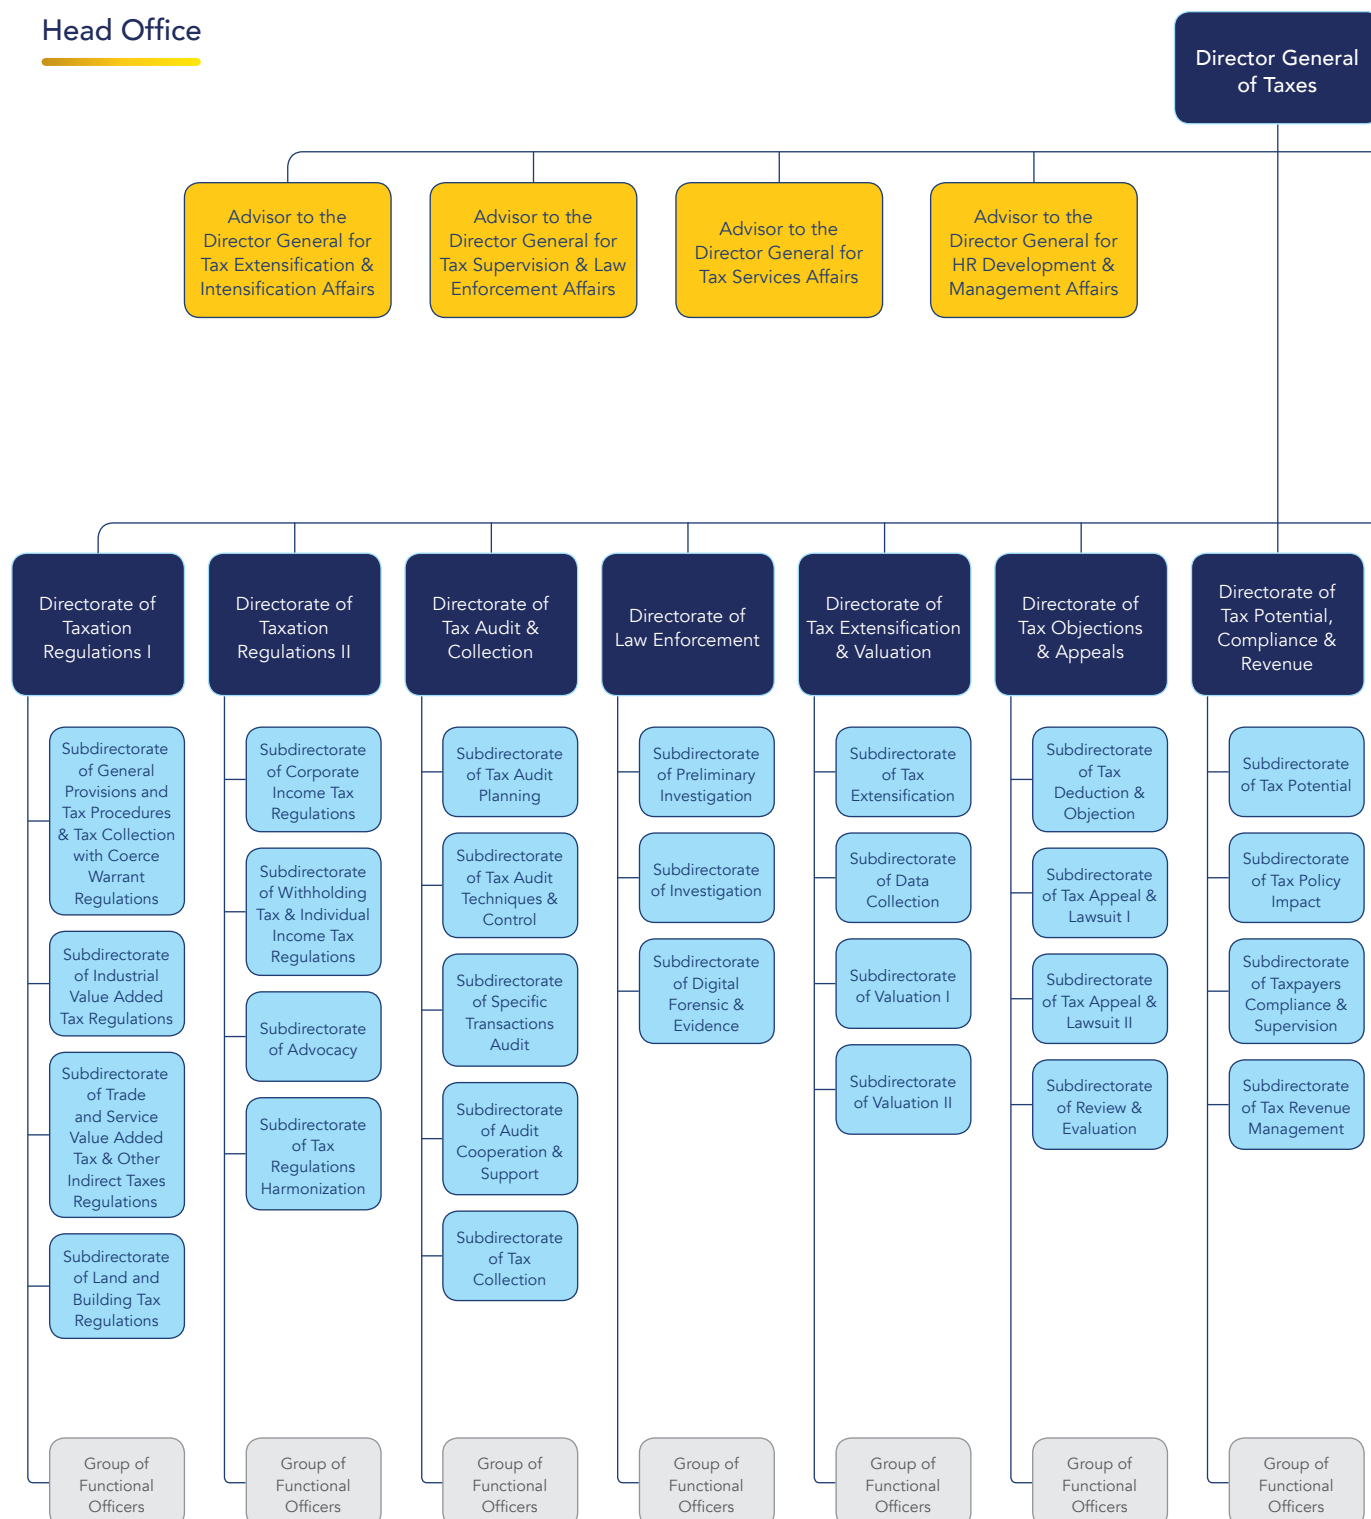 Head Office
Director General
of Taxes
Advisor to the
Director General for
Tax Extensification &
Intensification Affairs
Advisor to the
Director General for
Tax Supervision & Law
Enforcement Affairs
Advisor to the
Director General for
Tax Services Affairs
Advisor to the
Director General for
HR Development &
Management Affairs
Directorate of
Taxation
Regulations I
Directorate of
Taxation
Regulations II
Directorate of
Tax Audit &
Collection
Directorate of
Law Enforcement
Directorate of
Tax Extensification
& Valuation
Directorate of
Tax Objections
& Appeals
Directorate of
Tax Potential,
Compliance &
Revenue
Subdirectorate
of General
Provisions and
Tax Procedures
& Tax Collection
with Coerce
Warrant
Regulations
Subdirectorate
of Industrial
Value Added
Tax Regulations
Subdirectorate
of Trade
and Service
Value Added
Tax & Other
Indirect Taxes
Regulations
Subdirectorate
of Land and
Building Tax
Regulations
Group of
Functional
Officers
Subdirectorate
of Corporate
Income Tax
Regulations
Subdirectorate
of Withholding
Tax & Individual
Income Tax
Regulations
Subdirectorate
of Advocacy
Subdirectorate
of Tax
Regulations
Harmonization
Group of
Functional
Officers
Subdirectorate
of Tax Audit
Planning
Subdirectorate
of Tax Audit
Techniques &
Control
Subdirectorate
of Specific
Transactions
Audit
Subdirectorate
of Audit
Cooperation &
Support
Subdirectorate
of Tax
Collection
Group of
Functional
Officers
Subdirectorate
of Preliminary
Investigation
Subdirectorate
of Investigation
Subdirectorate
of Digital
Forensic &
Evidence
Group of
Functional
Officers
Subdirectorate
of Tax
Extensification
Subdirectorate
of Data
Collection
Subdirectorate
of Valuation I
Subdirectorate
of Valuation II
Group of
Functional
Officers
Subdirectorate
of Tax
Deduction &
Objection
Subdirectorate
of Tax Appeal &
Lawsuit I
Subdirectorate
of Tax Appeal &
Lawsuit II
Subdirectorate
of Review &
Evaluation
Group of
Functional
Officers
Subdirectorate
of Tax Potential
Subdirectorate
of Tax Policy
Impact
Subdirectorate
of Taxpayers
Compliance &
Supervision
Subdirectorate
of Tax Revenue
Management
Group of
Functional
Officers